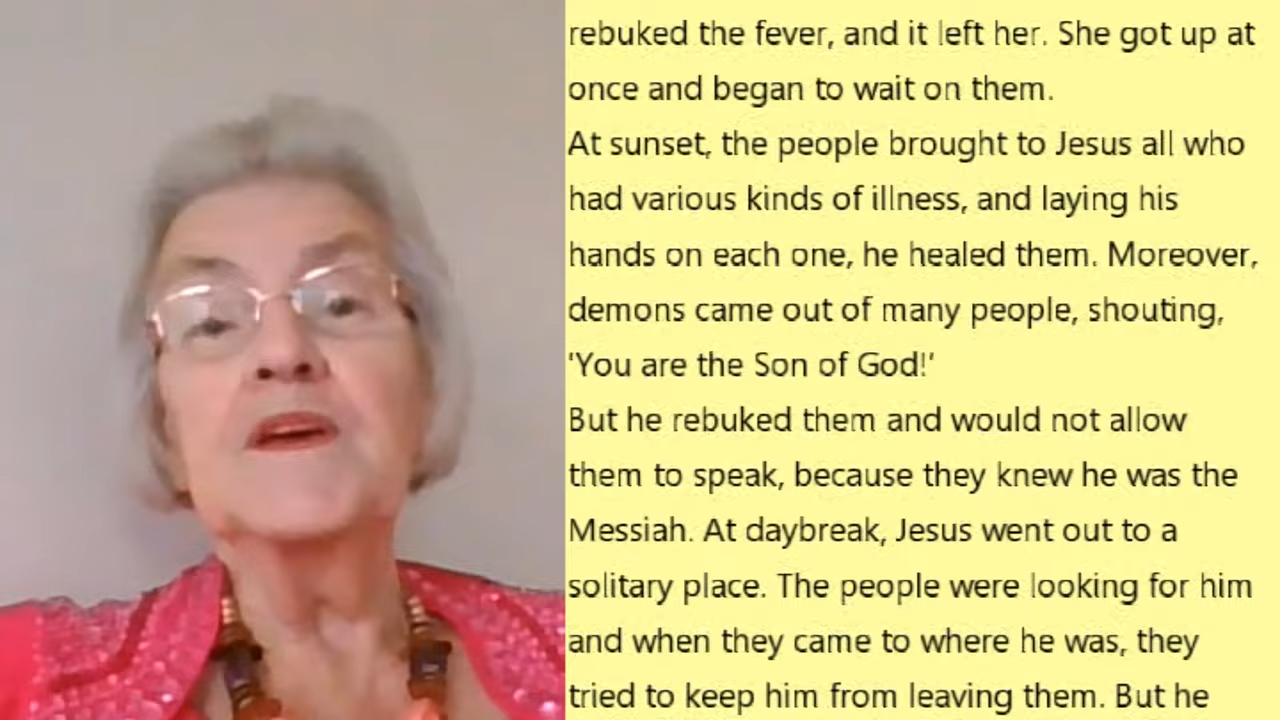 rebuked the fever, and it left her. She got up at
once and began to wait on them.
At sunset, the people brought to Jesus all who
had various kinds of illness, and laying his
hands on each one, he healed them. Moreover,
demons came out of many people, shouting,
'You are the Son of God!'
But he rebuked them and would not allow
them to speak, because they knew he was the
Messiah. At daybreak, Jesus went out to a
solitary place. The people were looking for him
and when they came to where he was, they
tried to keep him from leaving them. But he